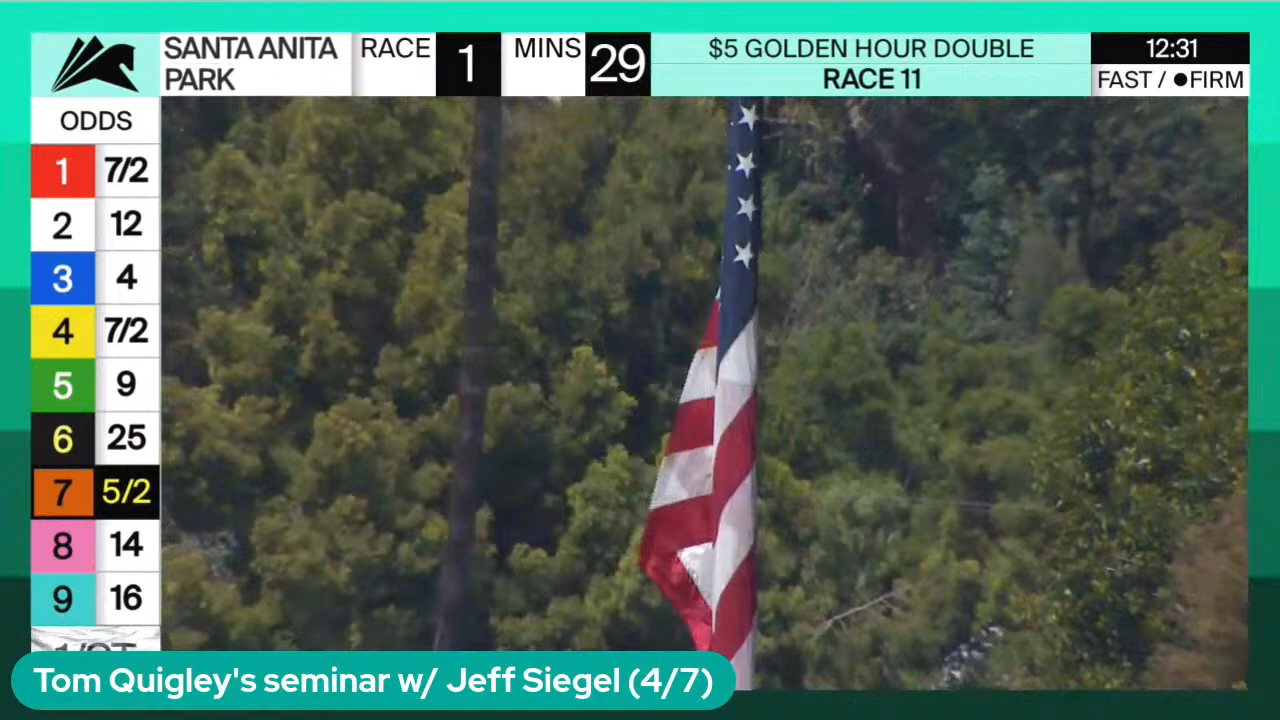 SANTA ANITA
PARK
RACE
1
MINS
29
$5 GOLDEN HOUR DOUBLE
RACE 11
12:31
FAST / ●FIRM
ODDS
1 7/2
2 12
3 4
4 7/2
5 9
6 25
7 5/2
8 14
9 16
1/ST
Tom Quigley's seminar w/ Jeff Siegel (4/7)